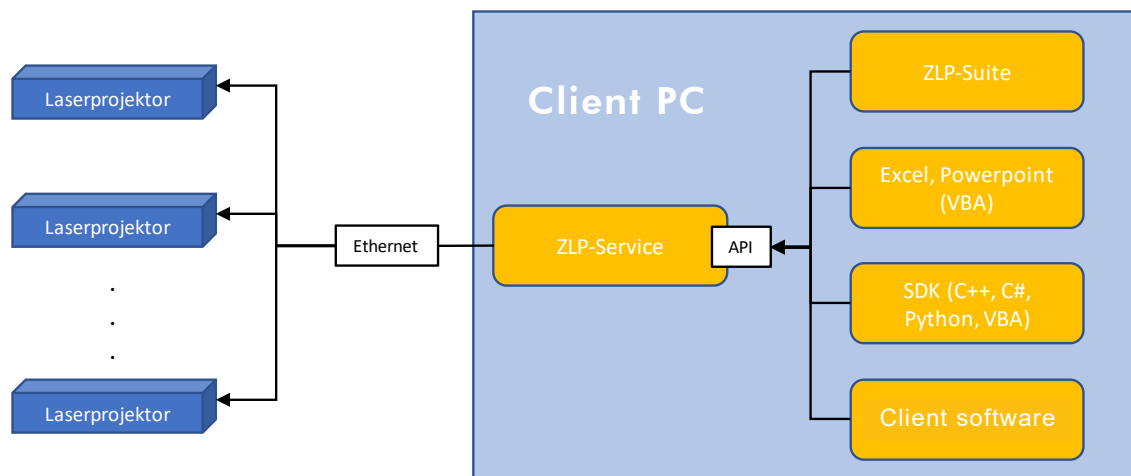 Client PC
Laserprojektor
Laserprojektor
.
.
.
Laserprojektor
Ethernet
ZLP-Service
API
ZLP-Suite
Excel, Powerpoint
(VBA)
SDK (C++, C#,
Python, VBA)
Client software